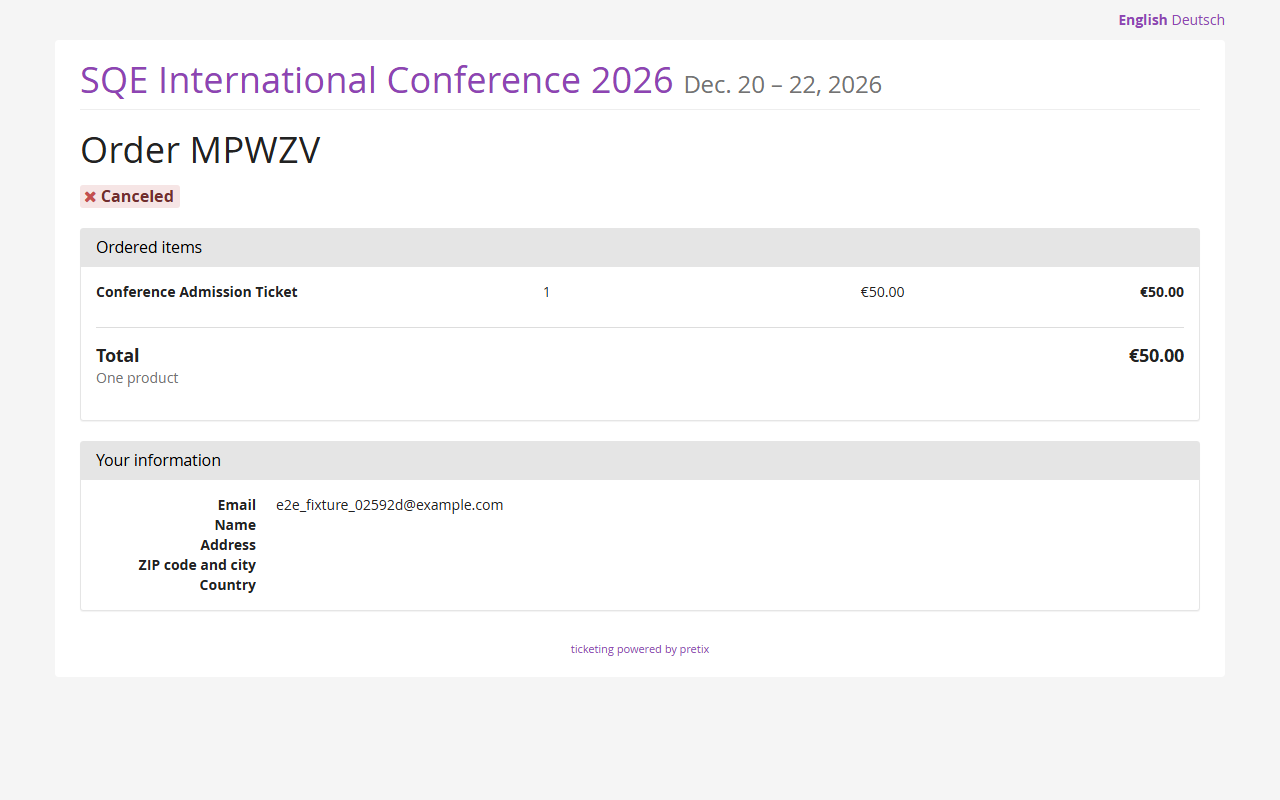 English Deutsch
SQE International Conference 2026 Dec. 20 – 22, 2026
Order MPWZV
Canceled
Ordered items
Conference Admission Ticket 1 €50.00 €50.00
Total €50.00
One product
Your information
Email e2e_fixture_02592d@example.com
Name
Address
ZIP code and city
Country
ticketing powered by pretix